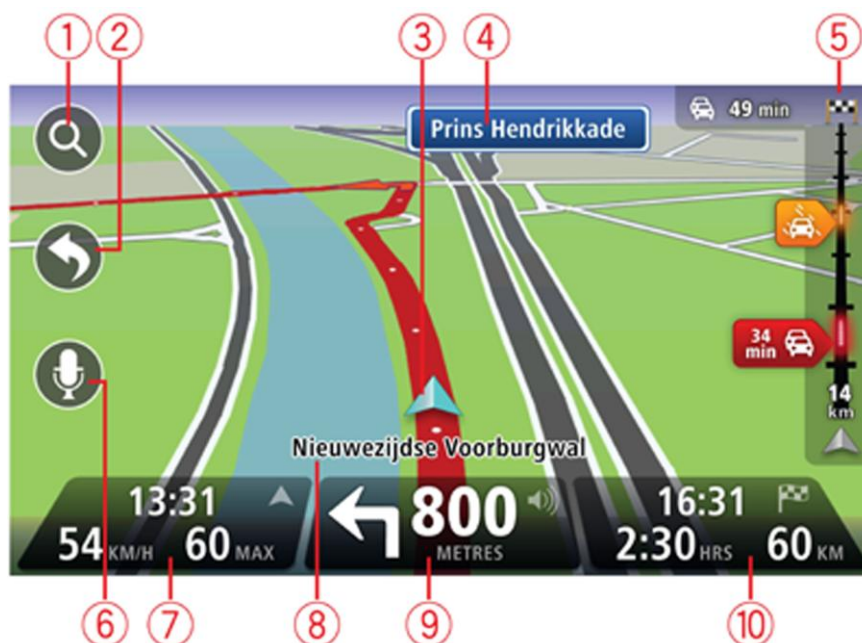 1 2 3 4 5
Prins Hendrikkade
49 min
34 min
14 km
Nieuwezijdse Voorburgwal
13:31
54 KM/H 60 MAX
800
METRES
16:31
2:30 HRS 60 KM
6 7 8 9 10